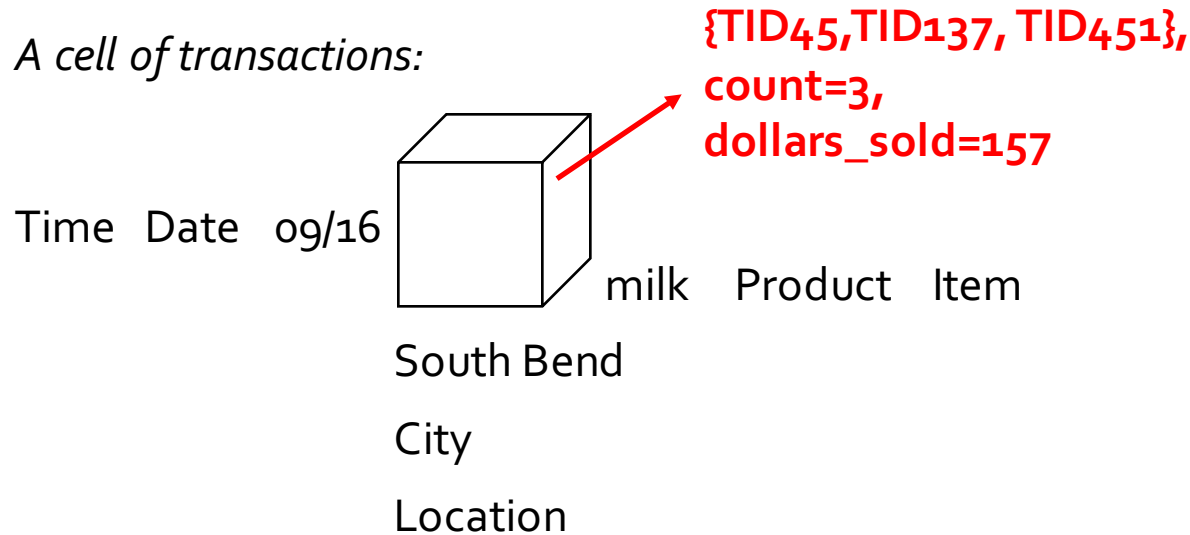 A cell of transactions:
{TID45,TID137, TID451},
count=3,
dollars_sold=157
Time Date 09/16
milk Product Item
South Bend
City
Location